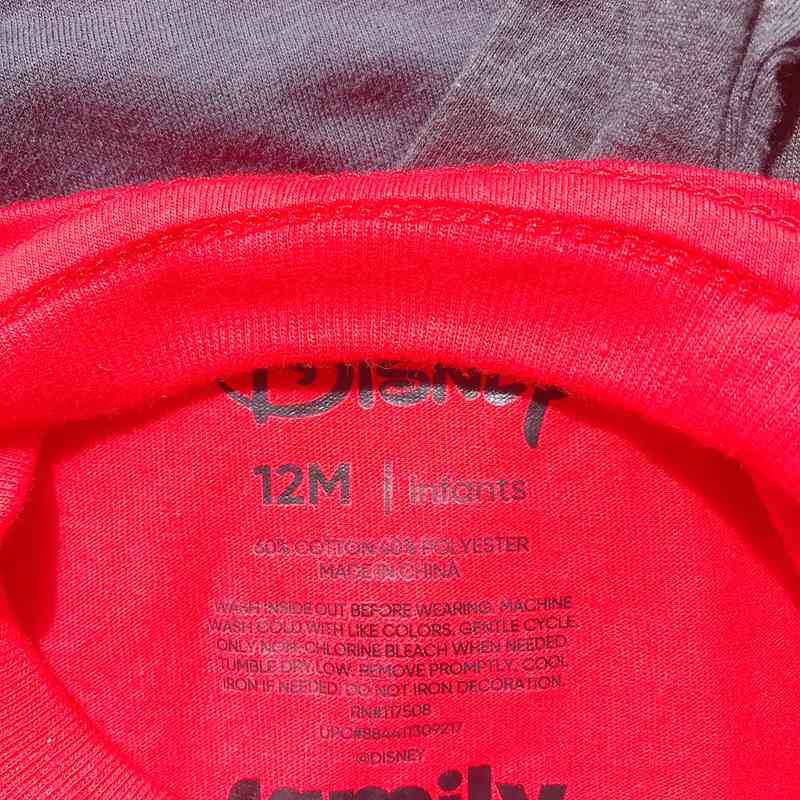 Disney
12M | infants
60% COTTON 40% POLYESTER
MADE IN CHINA
WASH INSIDE OUT BEFORE WEARING. MACHINE
WASH COLD WITH LIKE COLORS. GENTLE CYCLE.
ONLY NON-CHLORINE BLEACH WHEN NEEDED.
TUMBLE DRY LOW. REMOVE PROMPTLY. COOL
IRON IF NEEDED. DO NOT IRON DECORATION.
RN#117508
UPC#884411309217
©DISNEY
family